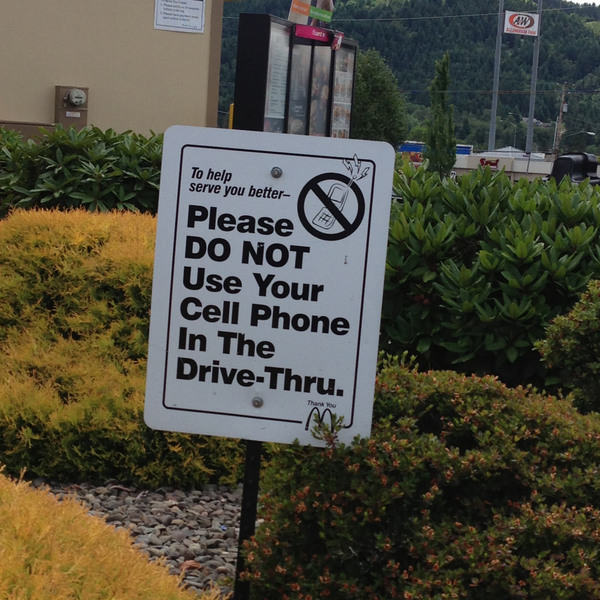 A&W
To help
serve you better–
Please
DO NOT
Use Your
Cell Phone
In The
Drive-Thru.
Thank You